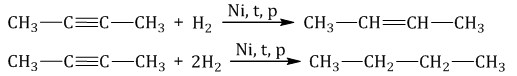 CH₃—C≡C—CH₃ + H₂ Ni, t, p → CH₃—CH=CH—CH₃
CH₃—C≡C—CH₃ + 2H₂ Ni, t, p → CH₃—CH₂—CH₂—CH₃